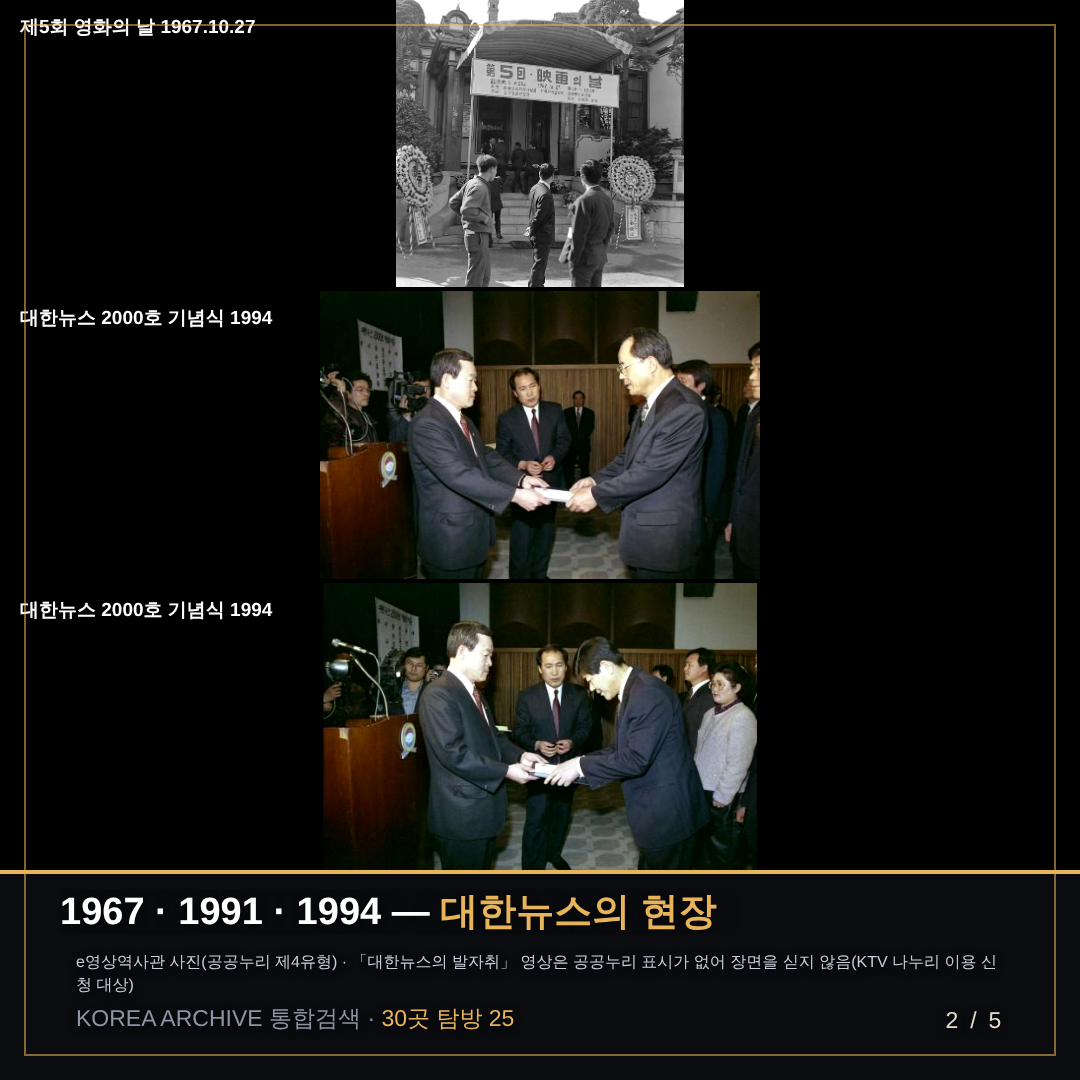 제5회 영화의 날 1967.10.27
第5回·映画의날
대한뉴스 2000호 기념식 1994
대한뉴스 2000호 기념식 1994
1967 · 1991 · 1994 — 대한뉴스의 현장
e영상역사관 사진(공공누리 제4유형) · 「대한뉴스의 발자취」 영상은 공공누리 표시가 없어 장면을 싣지 않음(KTV 나누리 이용 신
청 대상)
KOREA ARCHIVE 통합검색 · 30곳 탐방 25
2 / 5